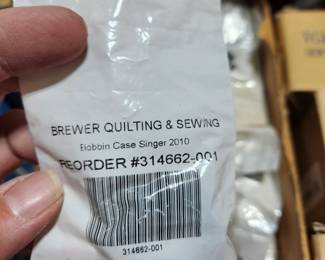 BREWER QUILTING & SEWING
Bobbin Case Singer 2010
REORDER #314662-001
314662-001